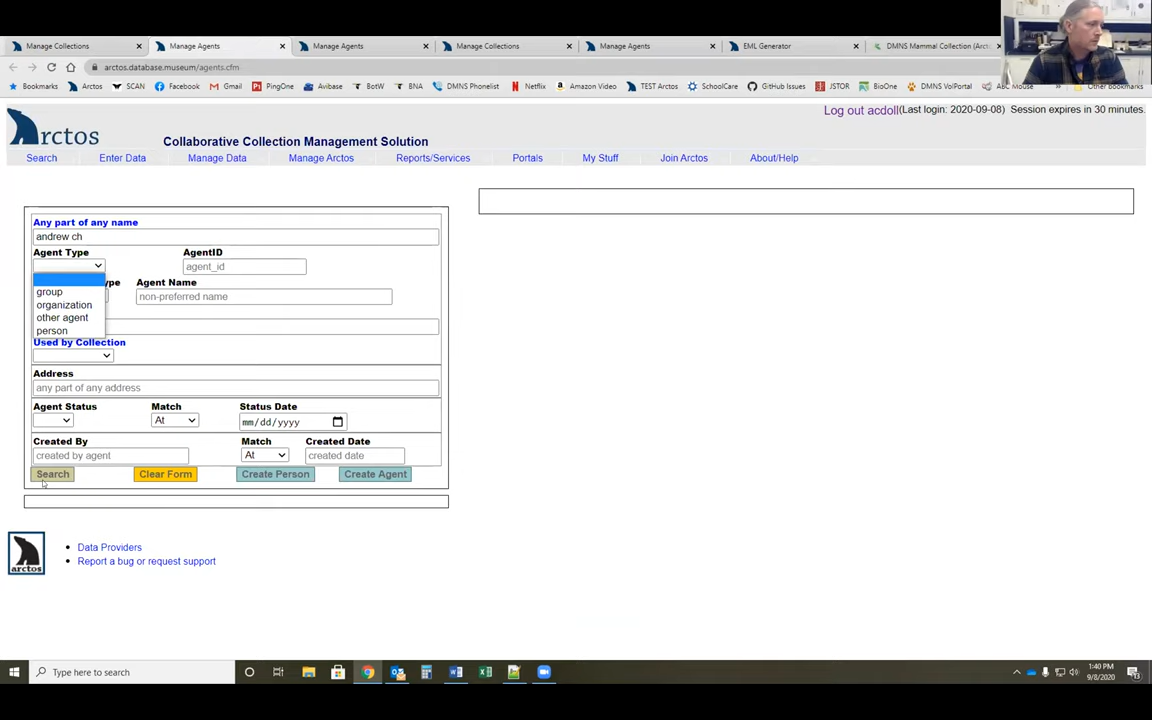 Manage Collections
Manage Agents
Manage Agents
Manage Collections
Manage Agents
EML Generator
DMNS Mammal Collection (Arct
arctos.database.museum/agents.cfm
Bookmarks Arctos SCAN Facebook Gmail PingOne Avibase BotW BNA DMNS Phonelist Netflix Amazon Video TEST Arctos SchoolCare GitHub Issues JSTOR BioOne DMNS VolPortal ABC Mouse Other Bookmarks
Log out acdoll(Last login: 2020-09-08) Session expires in 30 minutes.
arctos
Collaborative Collection Management Solution
Search Enter Data Manage Data Manage Arctos Reports/Services Portals My Stuff Join Arctos About/Help
Any part of any name
andrew ch
Agent Type AgentID
agent_id
ype Agent Name
group
non-preferred name
organization
other agent
person
Used by Collection
Address
any part of any address
Agent Status Match Status Date
At mm/dd/yyyy
Created By Match Created Date
created by agent At created date
Search Clear Form Create Person Create Agent
arctos
Data Providers
Report a bug or request support
Type here to search
1:40 PM
9/8/2020